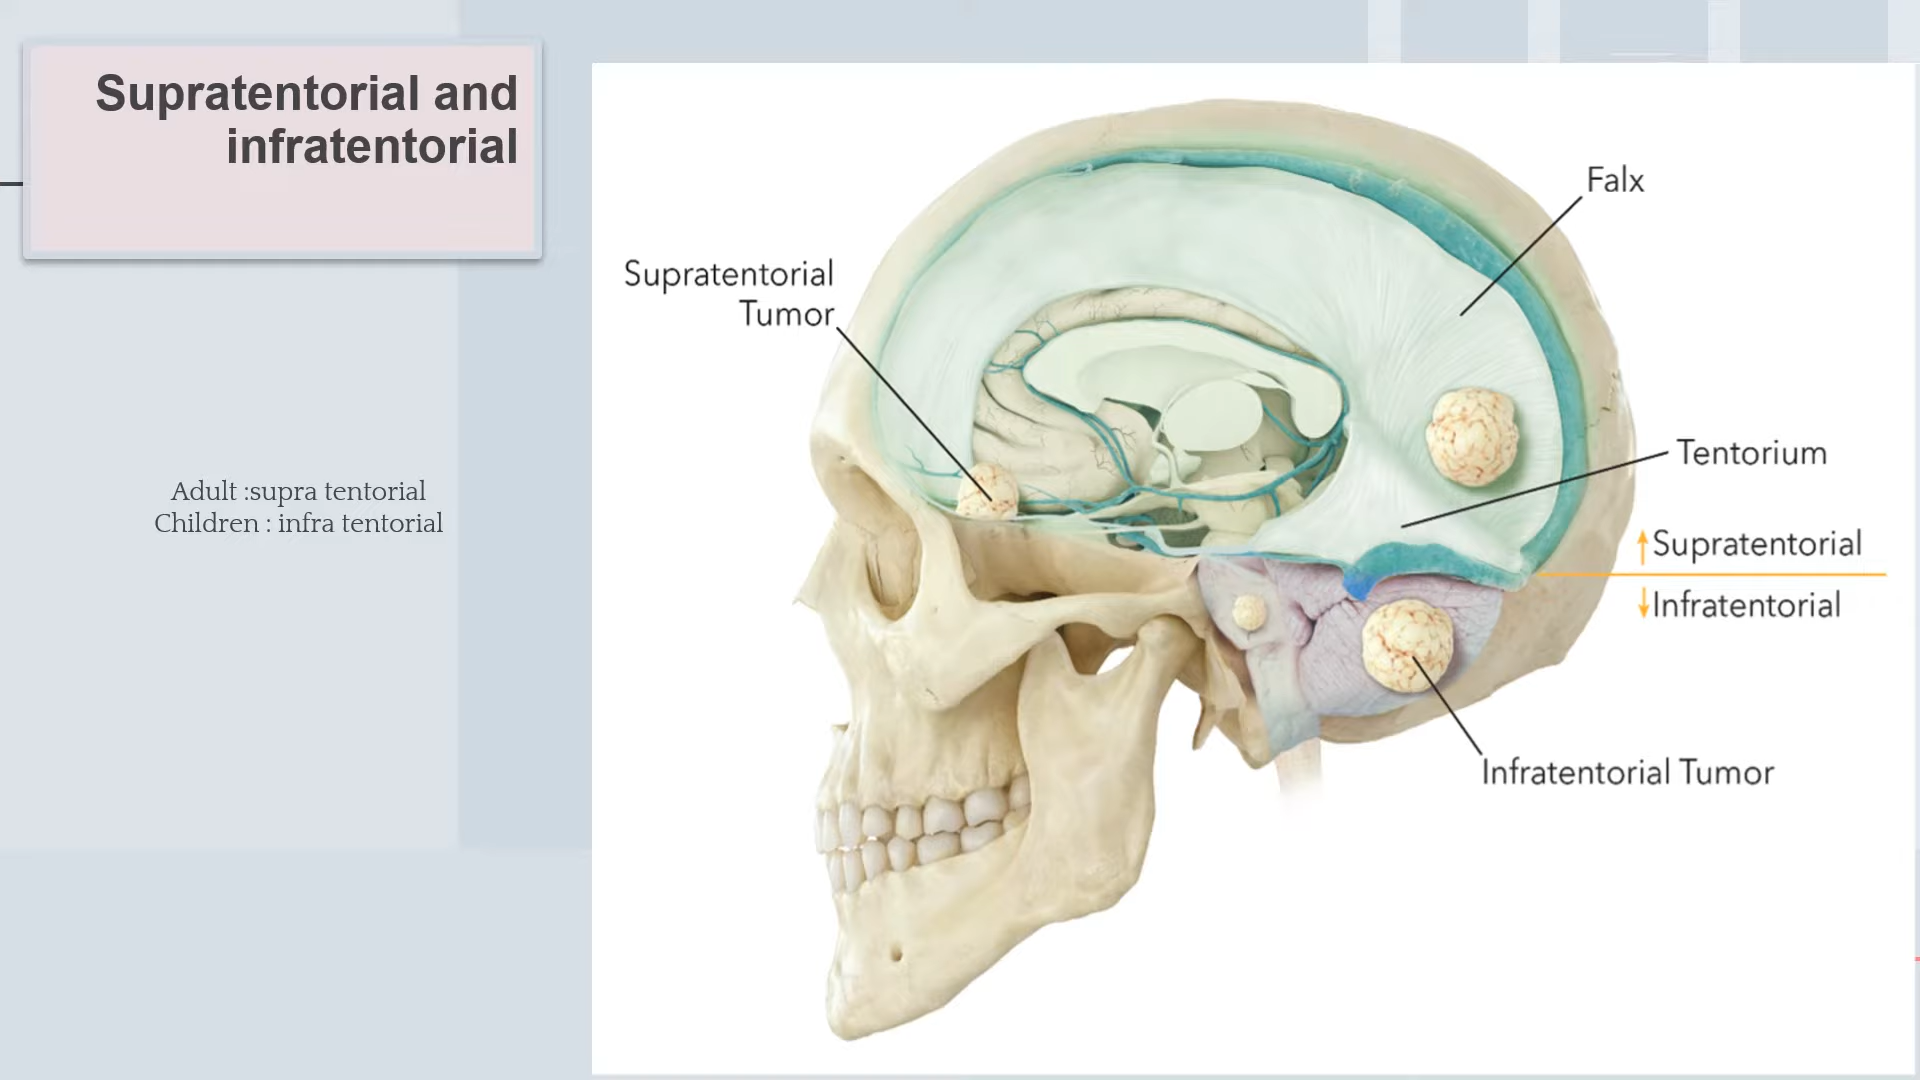 Supratentorial and
infratentorial
Adult :supra tentorial
Children : infra tentorial
Falx
Supratentorial
Tumor
Tentorium
Supratentorial
Infratentorial
Infratentorial Tumor